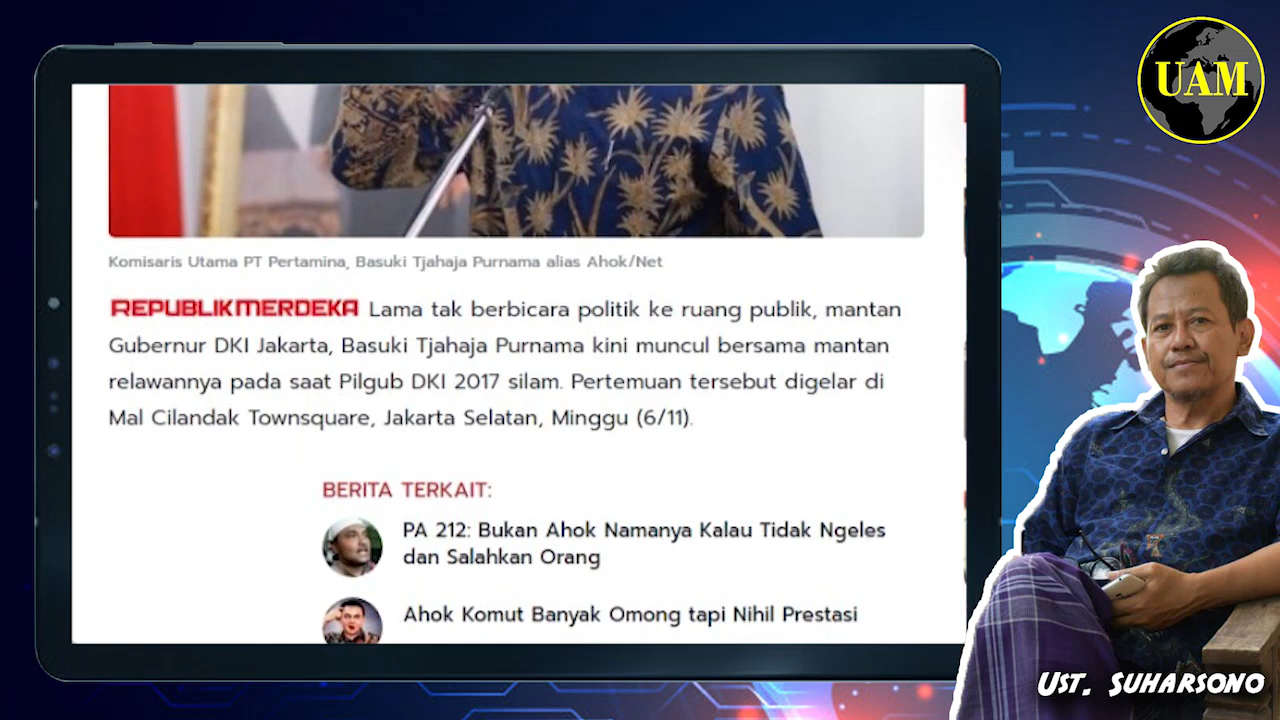 UAM
Komisaris Utama PT Pertamina, Basuki Tjahaja Purnama alias Ahok/Net
REPUBLIKMERDEKA Lama tak berbicara politik ke ruang publik, mantan
Gubernur DKI Jakarta, Basuki Tjahaja Purnama kini muncul bersama mantan
relawannya pada saat Pilgub DKI 2017 silam. Pertemuan tersebut digelar di
Mal Cilandak Townsquare, Jakarta Selatan, Minggu (6/11).
BERITA TERKAIT:
PA 212: Bukan Ahok Namanya Kalau Tidak Ngeles
dan Salahkan Orang
Ahok Komut Banyak Omong tapi Nihil Prestasi
UST. SUHARSONO